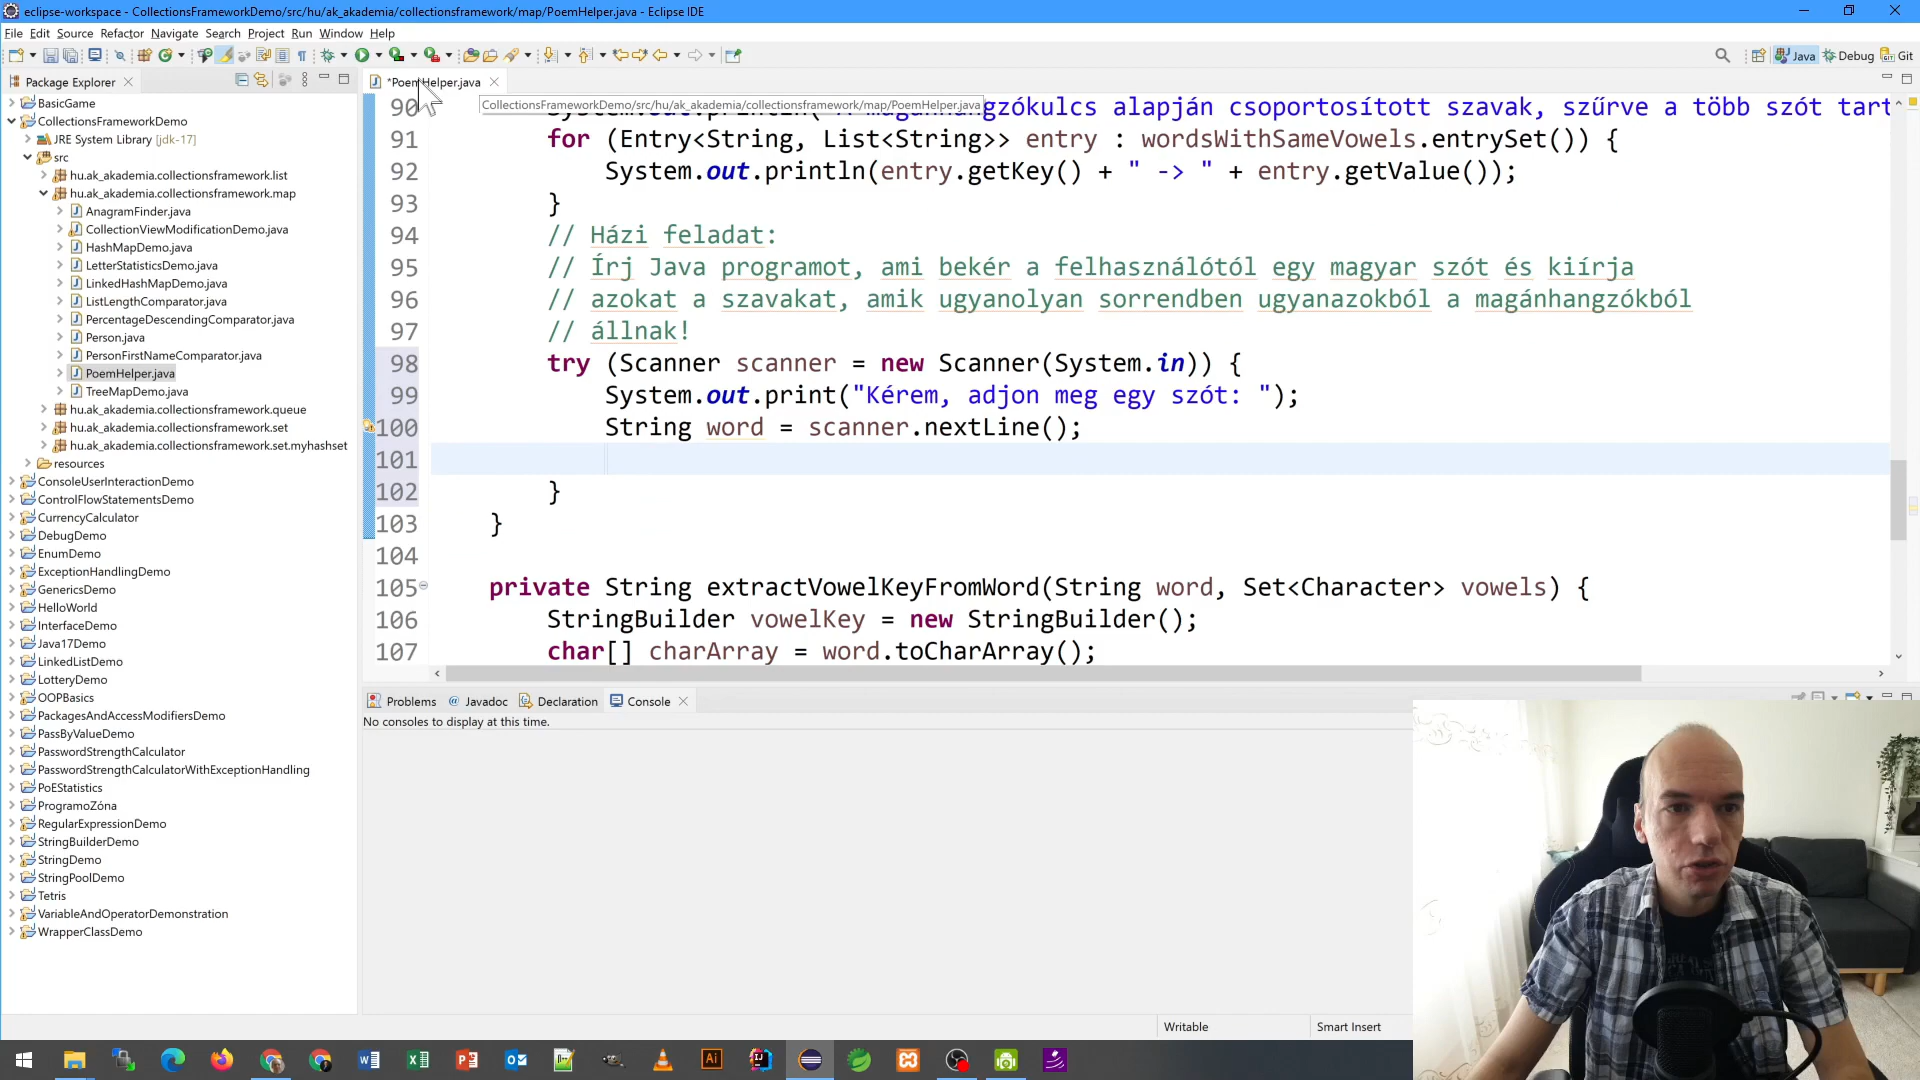 eclipse-workspace - CollectionsFrameworkDemo/src/hu/ak_akademia/collectionsframework/map/PoemHelper.java - Eclipse IDE
File Edit Source Refactor Navigate Search Project Run Window Help
Java Debug Git
Package Explorer
*PoemHelper.java
CollectionsFrameworkDemo/src/hu/ak_akademia/collectionsframework/map/PoemHelper.java
BasicGame
CollectionsFrameworkDemo
JRE System Library [jdk-17]
src
hu.ak_akademia.collectionsframework.list
hu.ak_akademia.collectionsframework.map
AnagramFinder.java
CollectionViewModificationDemo.java
HashMapDemo.java
LetterStatisticsDemo.java
LinkedHashMapDemo.java
ListLengthComparator.java
PercentageDescendingComparator.java
Person.java
PersonFirstNameComparator.java
PoemHelper.java
TreeMapDemo.java
hu.ak_akademia.collectionsframework.queue
hu.ak_akademia.collectionsframework.set
hu.ak_akademia.collectionsframework.set.myhashset
resources
ConsoleUserInteractionDemo
ControlFlowStatementsDemo
CurrencyCalculator
DebugDemo
EnumDemo
ExceptionHandlingDemo
GenericsDemo
HelloWorld
InterfaceDemo
Java17Demo
LinkedListDemo
LotteryDemo
OOPBasics
PackagesAndAccessModifiersDemo
PassByValueDemo
PasswordStrengthCalculator
PasswordStrengthCalculatorWithExceptionHandling
PoEStatistics
ProgramoZóna
RegularExpressionDemo
StringBuilderDemo
StringDemo
StringPoolDemo
Tetris
VariableAndOperatorDemonstration
WrapperClassDemo
90 alapján csoportosított szavak, szűrve a több szót tart
91 for (Entry<String, List<String>> entry : wordsWithSameVowels.entrySet()) {
92 System.out.println(entry.getKey() + " -> " + entry.getValue());
93 }
94 // Házi feladat:
95 // Írj Java programot, ami bekér a felhasználótól egy magyar szót és kiírja
96 // azokat a szavakat, amik ugyanolyan sorrendben ugyanazokból a magánhangzókból
97 // állnak!
98 try (Scanner scanner = new Scanner(System.in)) {
99 System.out.print("Kérem, adjon meg egy szót: ");
100 String word = scanner.nextLine();
101
102 }
103 }
104
105 private String extractVowelKeyFromWord(String word, Set<Character> vowels) {
106 StringBuilder vowelKey = new StringBuilder();
107 char[] charArray = word.toCharArray();
Problems Javadoc Declaration Console
No consoles to display at this time.
Writable Smart Insert